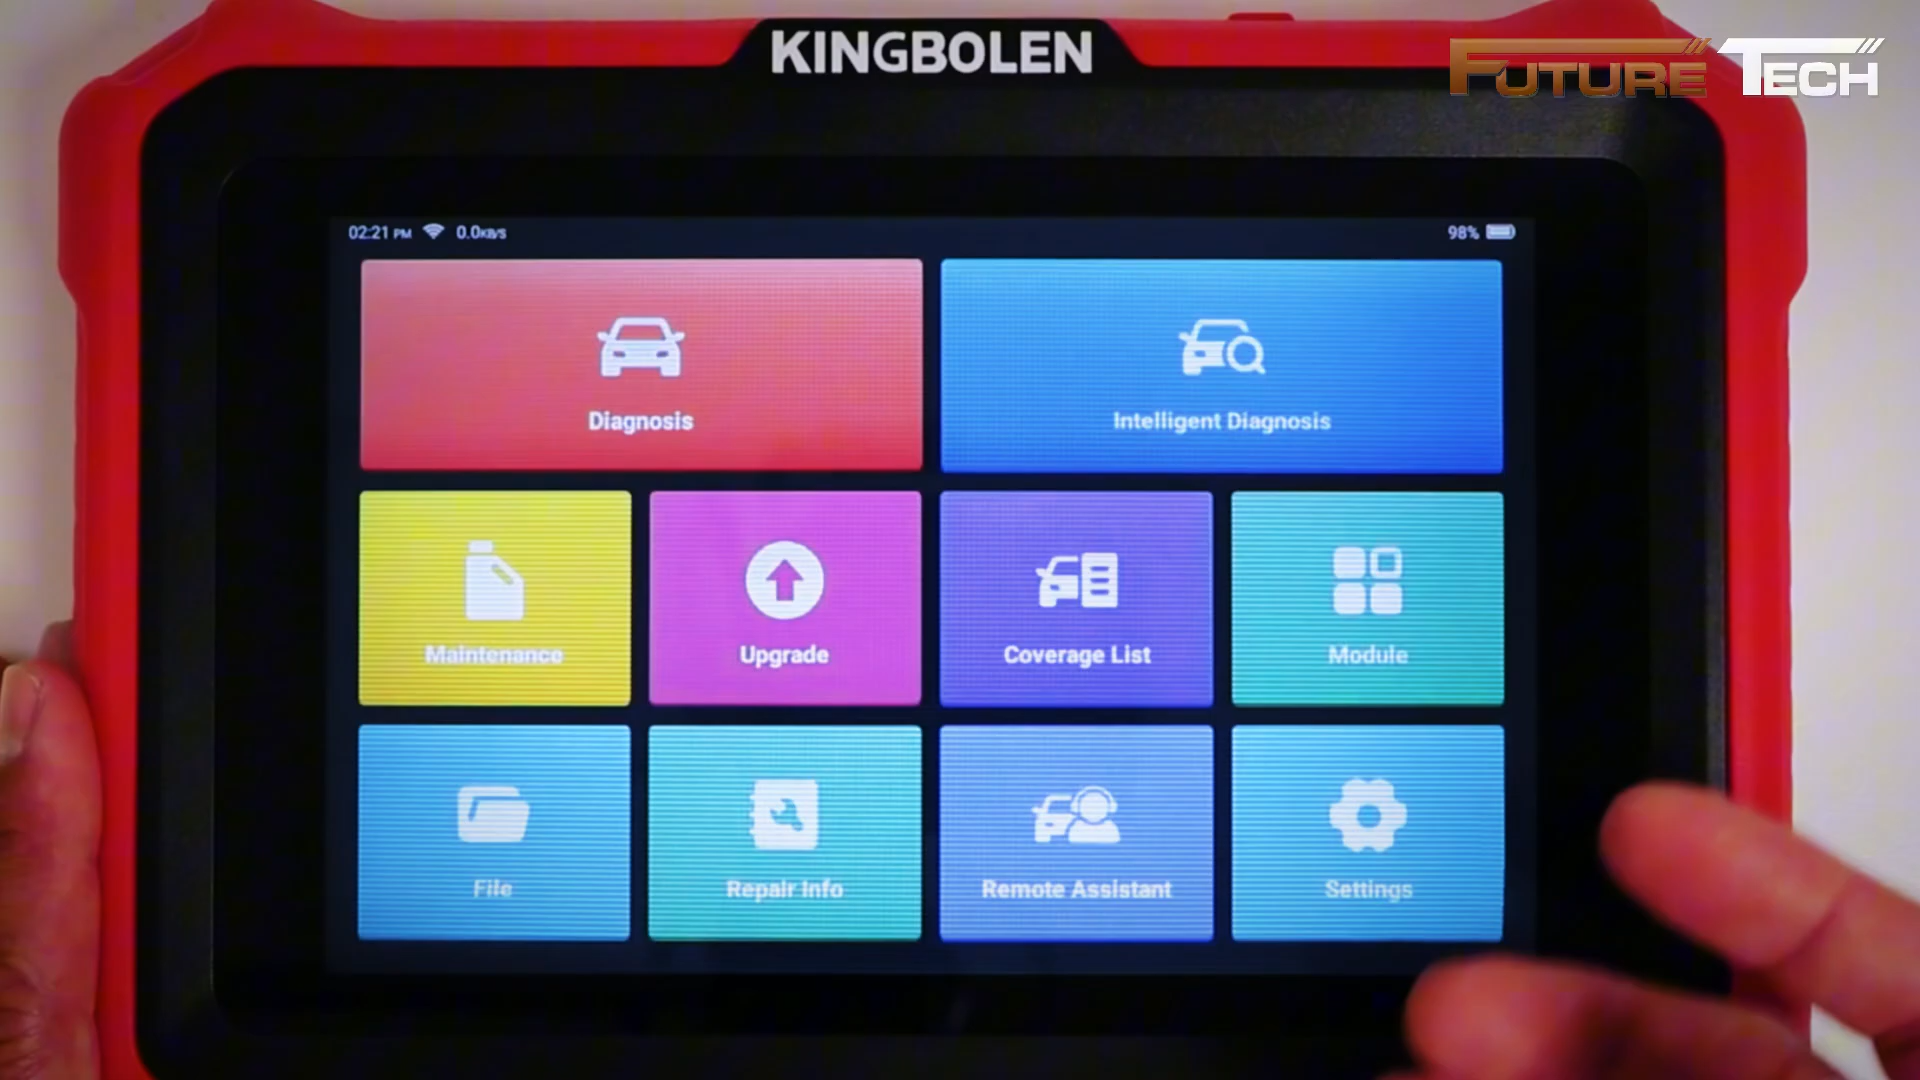 KINGBOLEN
FUTURE TECH
02:21 PM 0.0KB/S 98%
Diagnosis
Intelligent Diagnosis
Maintenance
Upgrade
Coverage List
Module
File
Repair Info
Remote Assistant
Settings